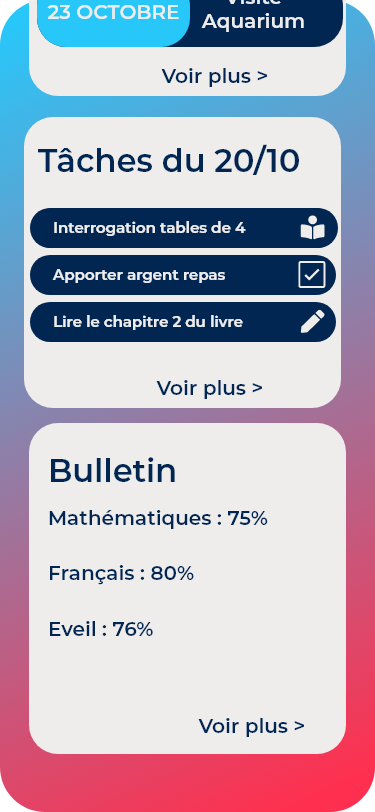 Visite
23 OCTOBRE
Aquarium
Voir plus >
Tâches du 20/10
Interrogation tables de 4
Apporter argent repas
Lire le chapitre 2 du livre
Voir plus >
Bulletin
Mathématiques : 75%
Français : 80%
Eveil : 76%
Voir plus >